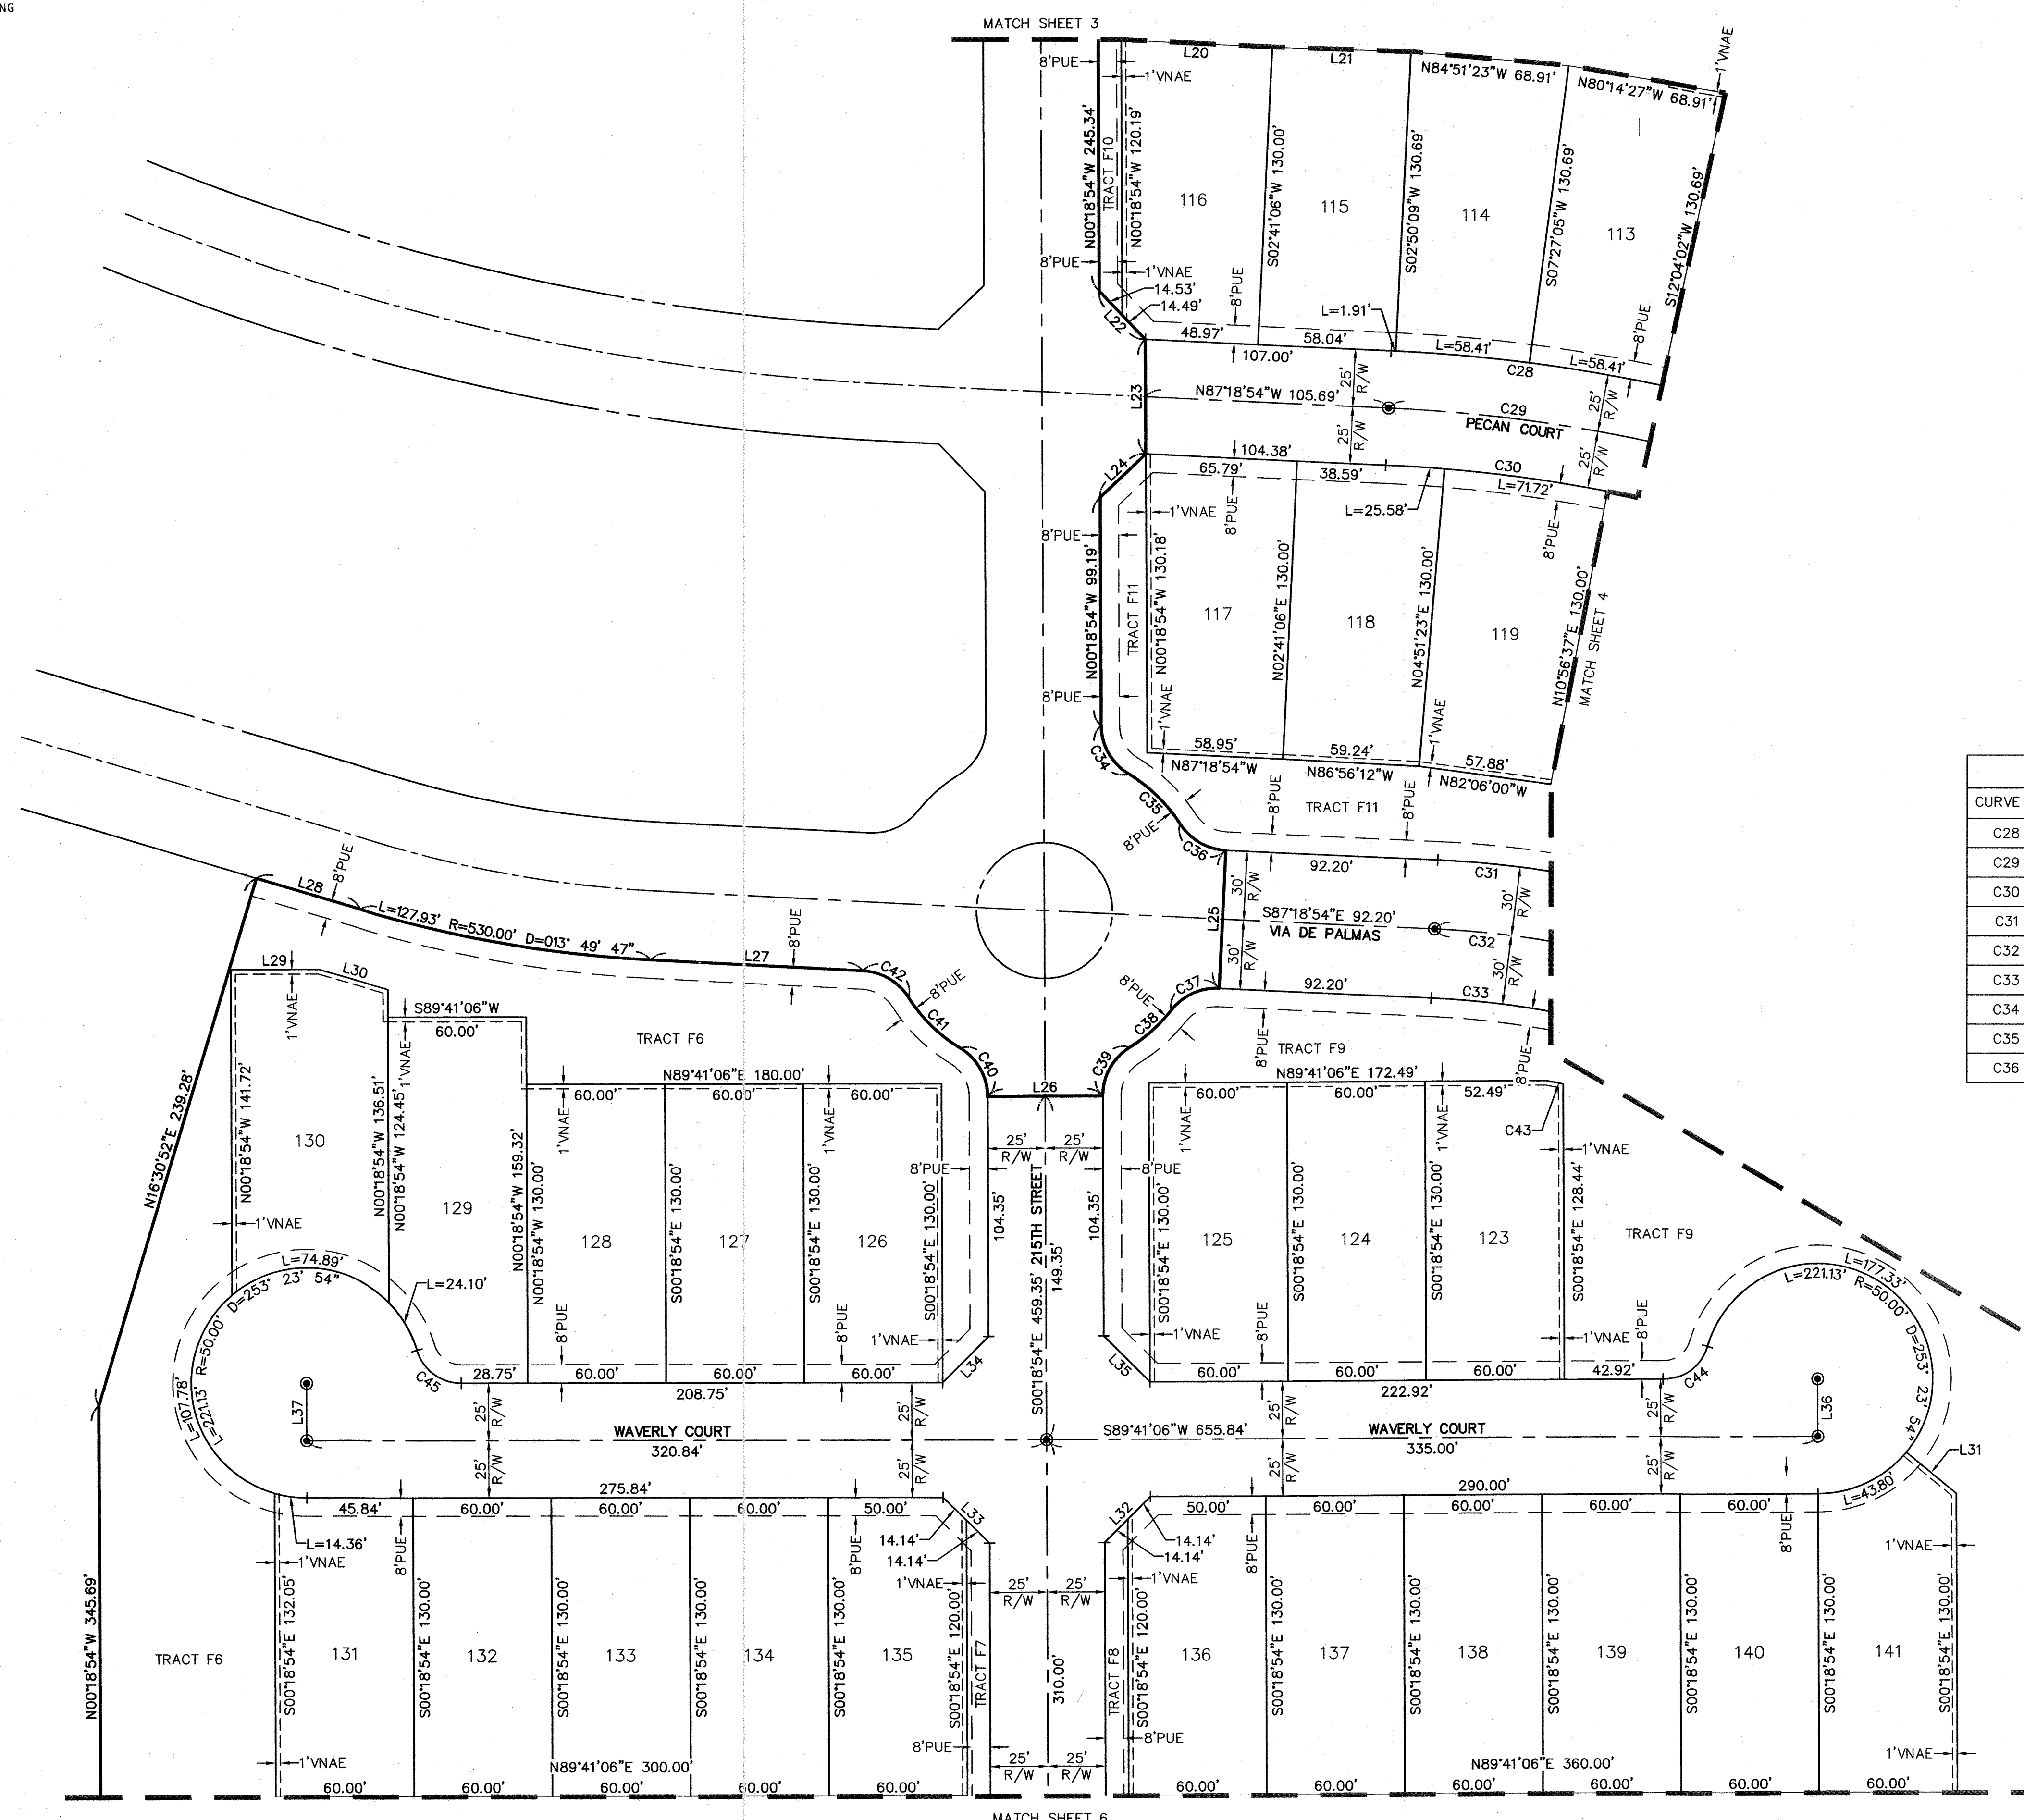 NG
MATCH SHEET 3
8'PUE
1'VNAE
L20
L21
N84°51'23"W 68.91'
N80°14'27"W 68.91'
1'VNAE
N00°18'54"W 245.34'
TRACT F10
N00°18'54"W 120.19'
S02°41'06"W 130.00'
S02°50'09"W 130.69'
S07°27'05"W 130.69'
S12°04'02"W 130.69'
116
115
114
113
8'PUE
1'VNAE
14.53'
14.49'
8'PUE
L=1.91'
8'PUE
L22
48.97'
58.04'
L=58.41'
L=58.41'
107.00'
C28
L23
N87°18'54"W 105.69'
25'
R/W
C29
PECAN COURT
25'
R/W
25'
R/W
25'
R/W
L24
104.38'
65.79'
38.59'
C30
L=71.72'
1'VNAE
8'PUE
L=25.58'
8'PUE
8'PUE
N00°18'54"W 99.19'
TRACT F11
N00°18'54"W 130.18'
N02°41'06"E 130.00'
N04°51'23"E 130.00'
N10°56'37"E 130.00'
MATCH SHEET 4
117
118
119
8'PUE
1'VNAE
1'VNAE
58.95'
59.24'
57.88'
N87°18'54"W
N86°56'12"W
N82°06'00"W
C34
C35
8'PUE
C36
8'PUE
TRACT F11
8'PUE
CURVE
C28
C29
C30
C31
C32
C33
C34
C35
C36
92.20'
C31
30'
R/W
30'
R/W
L25
S87°18'54"E 92.20'
VIA DE PALMAS
C32
30'
R/W
30'
R/W
92.20'
C33
L28
8'PUE
L=127.93' R=530.00' D=013° 49' 47"
L27
8'PUE
C42
8'PUE
8'PUE
C37
C41
C38
L29
L30
1'VNAE
S89°41'06"W
60.00'
1'VNAE
TRACT F6
C40
C39
L26
8'PUE
TRACT F9
8'PUE
N89°41'06"E 180.00'
60.00'
60.00'
60.00'
1'VNAE
1'VNAE
N89°41'06"E 172.49'
60.00'
60.00'
52.49'
1'VNAE
1'VNAE
C43
N16°30'52"E 239.28'
N00°18'54"W 141.72'
N00°18'54"W 136.51'
N00°18'54"W 124.45'
N00°18'54"W 159.32'
N00°18'54"W 130.00'
S00°18'54"E 130.00'
S00°18'54"E 130.00'
S00°18'54"E 130.00'
130
129
128
127
126
1'VNAE
8'PUE
25'
R/W
25'
R/W
8'PUE
104.35'
S00°18'54"E 459.35' 215TH STREET
149.35'
104.35'
S00°18'54"E 130.00'
S00°18'54"E 130.00'
S00°18'54"E 130.00'
S00°18'54"E 128.44'
125
124
123
1'VNAE
TRACT F9
L=74.89'
D=253° 23' 54"
R=50.00'
L=221.13'
L=107.78'
L=24.10'
C45
8'PUE
8'PUE
1'VNAE
L34
28.75'
60.00'
60.00'
60.00'
208.75'
L35
1'VNAE
8'PUE
1'VNAE
8'PUE
60.00'
60.00'
60.00'
42.92'
222.92'
C44
L=177.33'
L=221.13' R=50.00' D=253° 23' 54"
L37
25'
R/W
25'
R/W
WAVERLY COURT
320.84'
25'
R/W
25'
R/W
S89°41'06"W 655.84'
25'
R/W
25'
R/W
WAVERLY COURT
335.00'
25'
R/W
25'
R/W
L36
L31
L=43.80'
275.84'
45.84'
60.00'
60.00'
60.00'
50.00'
L=14.36'
1'VNAE
8'PUE
8'PUE
L33
14.14'
14.14'
1'VNAE
L32
14.14'
14.14'
1'VNAE
290.00'
50.00'
60.00'
60.00'
60.00'
60.00'
8'PUE
8'PUE
1'VNAE
25'
R/W
25'
R/W
N00°18'54"W 345.69'
TRACT F6
S00°18'54"E 132.05'
S00°18'54"E 130.00'
S00°18'54"E 130.00'
S00°18'54"E 130.00'
S00°18'54"E 130.00'
S00°18'54"E 120.00'
TRACT F7
310.00'
TRACT F8
S00°18'54"E 120.00'
S00°18'54"E 130.00'
S00°18'54"E 130.00'
S00°18'54"E 130.00'
S00°18'54"E 130.00'
S00°18'54"E 130.00'
S00°18'54"E 130.00'
131
132
133
134
135
136
137
138
139
140
141
1'VNAE
N89°41'06"E 300.00'
8'PUE
25'
R/W
25'
R/W
8'PUE
N89°41'06"E 360.00'
1'VNAE
60.00'
60.00'
60.00'
60.00'
60.00'
60.00'
60.00'
60.00'
60.00'
60.00'
60.00'
MATCH SHEET 6